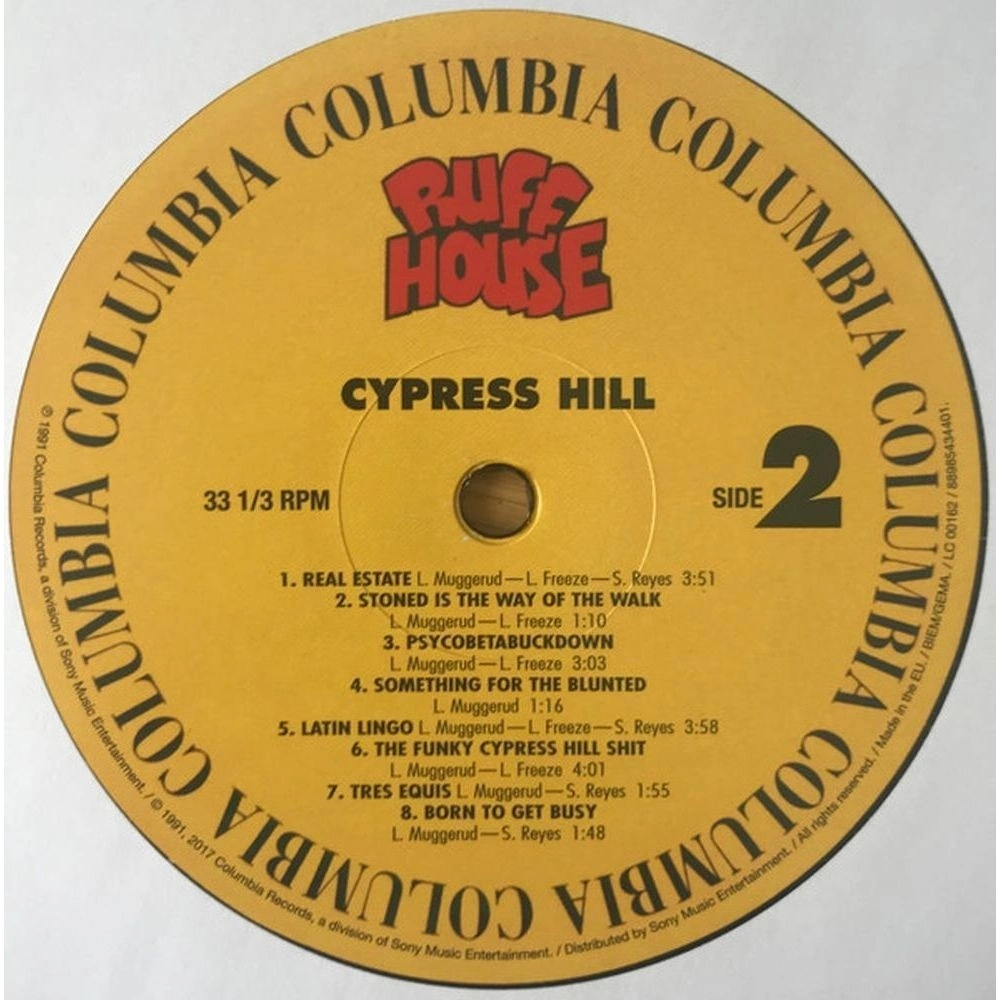 COLUMBIA COLUMBIA COLUMBIA COLUMBIA COLUMBIA COLUMBIA COLUMBIA COLUMBIA COLUMBIA
RUFF
HOUSE
CYPRESS HILL
33 1/3 RPM
SIDE 2
1. REAL ESTATE L. Muggerud—L. Freeze—S. Reyes 3:51
2. STONED IS THE WAY OF THE WALK
L. Muggerud—L. Freeze 1:10
3. PSYCOBETABUCKDOWN
L. Muggerud—L. Freeze 3:03
4. SOMETHING FOR THE BLUNTED
L. Muggerud 1:16
5. LATIN LINGO L. Muggerud—L. Freeze—S. Reyes 3:58
6. THE FUNKY CYPRESS HILL SHIT
L. Muggerud—L. Freeze 4:01
7. TRES EQUIS L. Muggerud—S. Reyes 1:55
8. BORN TO GET BUSY
L. Muggerud—S. Reyes 1:48
℗ 1991 Columbia Records, a division of Sony Music Entertainment. / © 1991, 2017 Columbia Records, a division of Sony Music Entertainment. / Distributed by Sony Music Entertainment. / All rights reserved. / Made in the EU. / BIEM/GEMA. / LC 00162 / 88985434401.